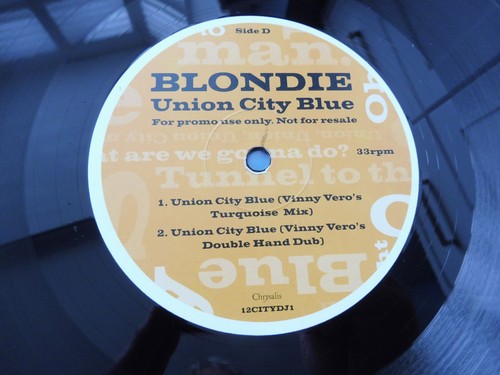 Side D
BLONDIE
Union City Blue
For promo use only. Not for resale
at are we gonna do?
33rpm
Tunnel to th
1. Union City Blue (Vinny Vero's
Turquoise Mix)
2. Union City Blue (Vinny Vero's
Double Hand Dub)
Blue
Chrysalis
12CITYDJ1